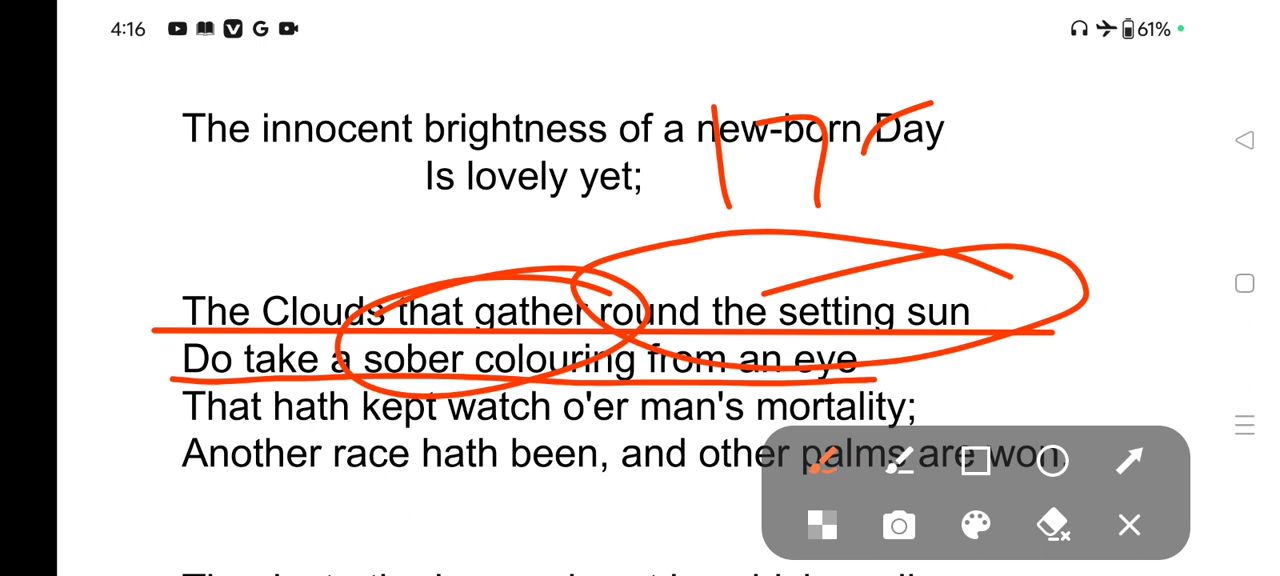 4:16 61%
The innocent brightness of a new-born Day
Is lovely yet;
17
The Clouds that gather round the setting sun
Do take a sober colouring from an eye
That hath kept watch o'er man's mortality;
Another race hath been, and other palms are won